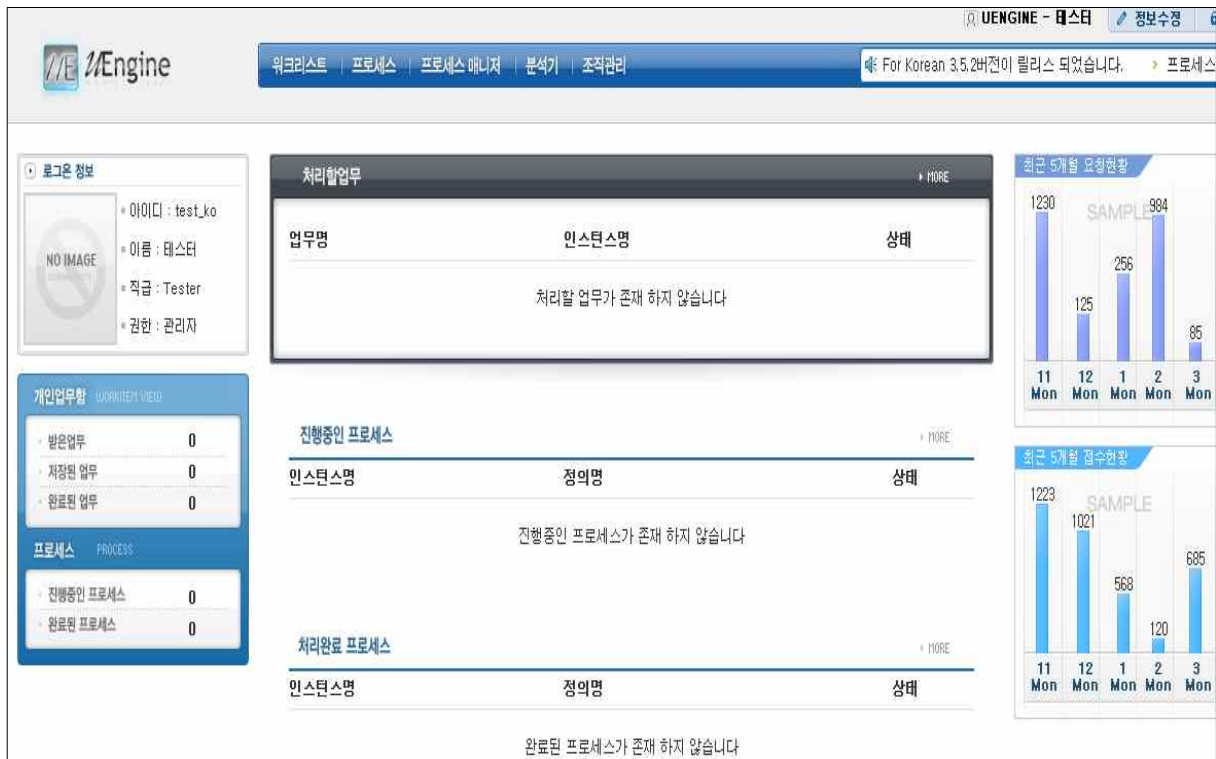 UENGINE - 테스터 정보수정
uEngine
워크리스트 프로세스 프로세스 매니저 분석기 조직관리
For Korean 3,5,2버전이 릴리스 되었습니다. > 프로세스
로그온 정보
NO IMAGE
아이디 : test_ko
이름 : 테스터
직급 : Tester
권한 : 관리자
개인업무함 WORKITEM VIEW
받은업무 0
저장된 업무 0
완료된 업무 0
프로세스 PROCESS
진행중인 프로세스 0
완료된 프로세스 0
처리할업무 MORE
업무명 인스턴스명 상태
처리할 업무가 존재 하지 않습니다
진행중인 프로세스 MORE
인스턴스명 정의명 상태
진행중인 프로세스가 존재 하지 않습니다
처리완료 프로세스 MORE
인스턴스명 정의명 상태
완료된 프로세스가 존재 하지 않습니다
최근 5개월 요청현황
SAMPLE
1230 125 256 984 85
11 12 1 2 3
Mon Mon Mon Mon Mon
최근 5개월 접수현황
SAMPLE
1223 1021 568 120 685
11 12 1 2 3
Mon Mon Mon Mon Mon